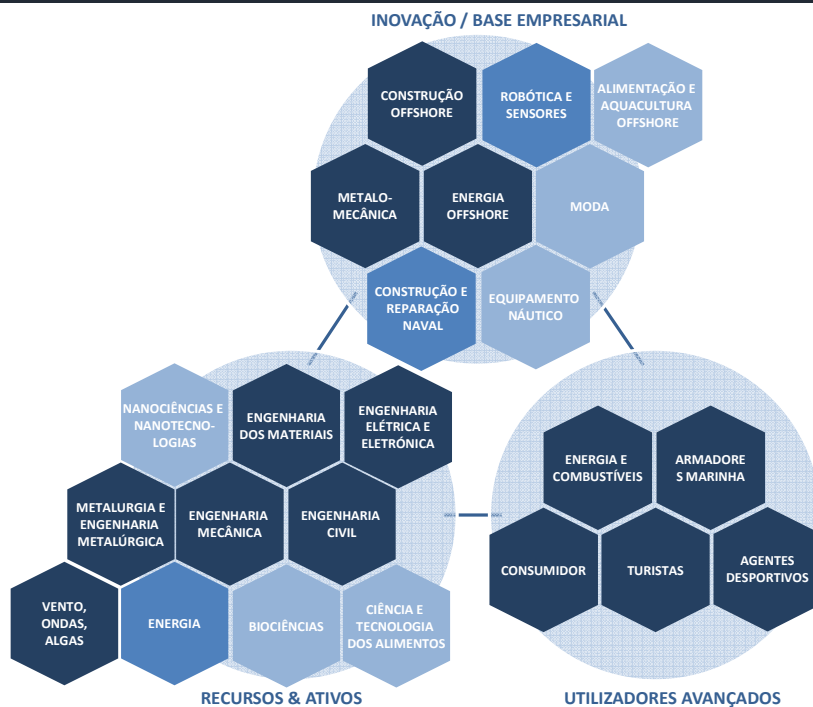 INOVAÇÃO / BASE EMPRESARIAL
CONSTRUÇÃO
OFFSHORE
ROBÓTICA E
SENSORES
ALIMENTAÇÃO E
AQUACULTURA
OFFSHORE
METALO-
MECÂNICA
ENERGIA
OFFSHORE
MODA
CONSTRUÇÃO E
REPARAÇÃO
NAVAL
EQUIPAMENTO
NÁUTICO
NANOCIÊNCIAS E
NANOTECNO-
LOGIAS
ENGENHARIA
DOS MATERIAIS
ENGENHARIA
ELÉTRICA E
ELETRÓNICA
METALURGIA E
ENGENHARIA
METALÚRGICA
ENGENHARIA
MECÂNICA
ENGENHARIA
CIVIL
VENTO,
ONDAS,
ALGAS
ENERGIA
BIOCIÊNCIAS
CIÊNCIA E
TECNOLOGIA
DOS ALIMENTOS
RECURSOS & ATIVOS
ENERGIA E
COMBUSTÍVEIS
ARMADORE
S MARINHA
CONSUMIDOR
TURISTAS
AGENTES
DESPORTIVOS
UTILIZADORES AVANÇADOS